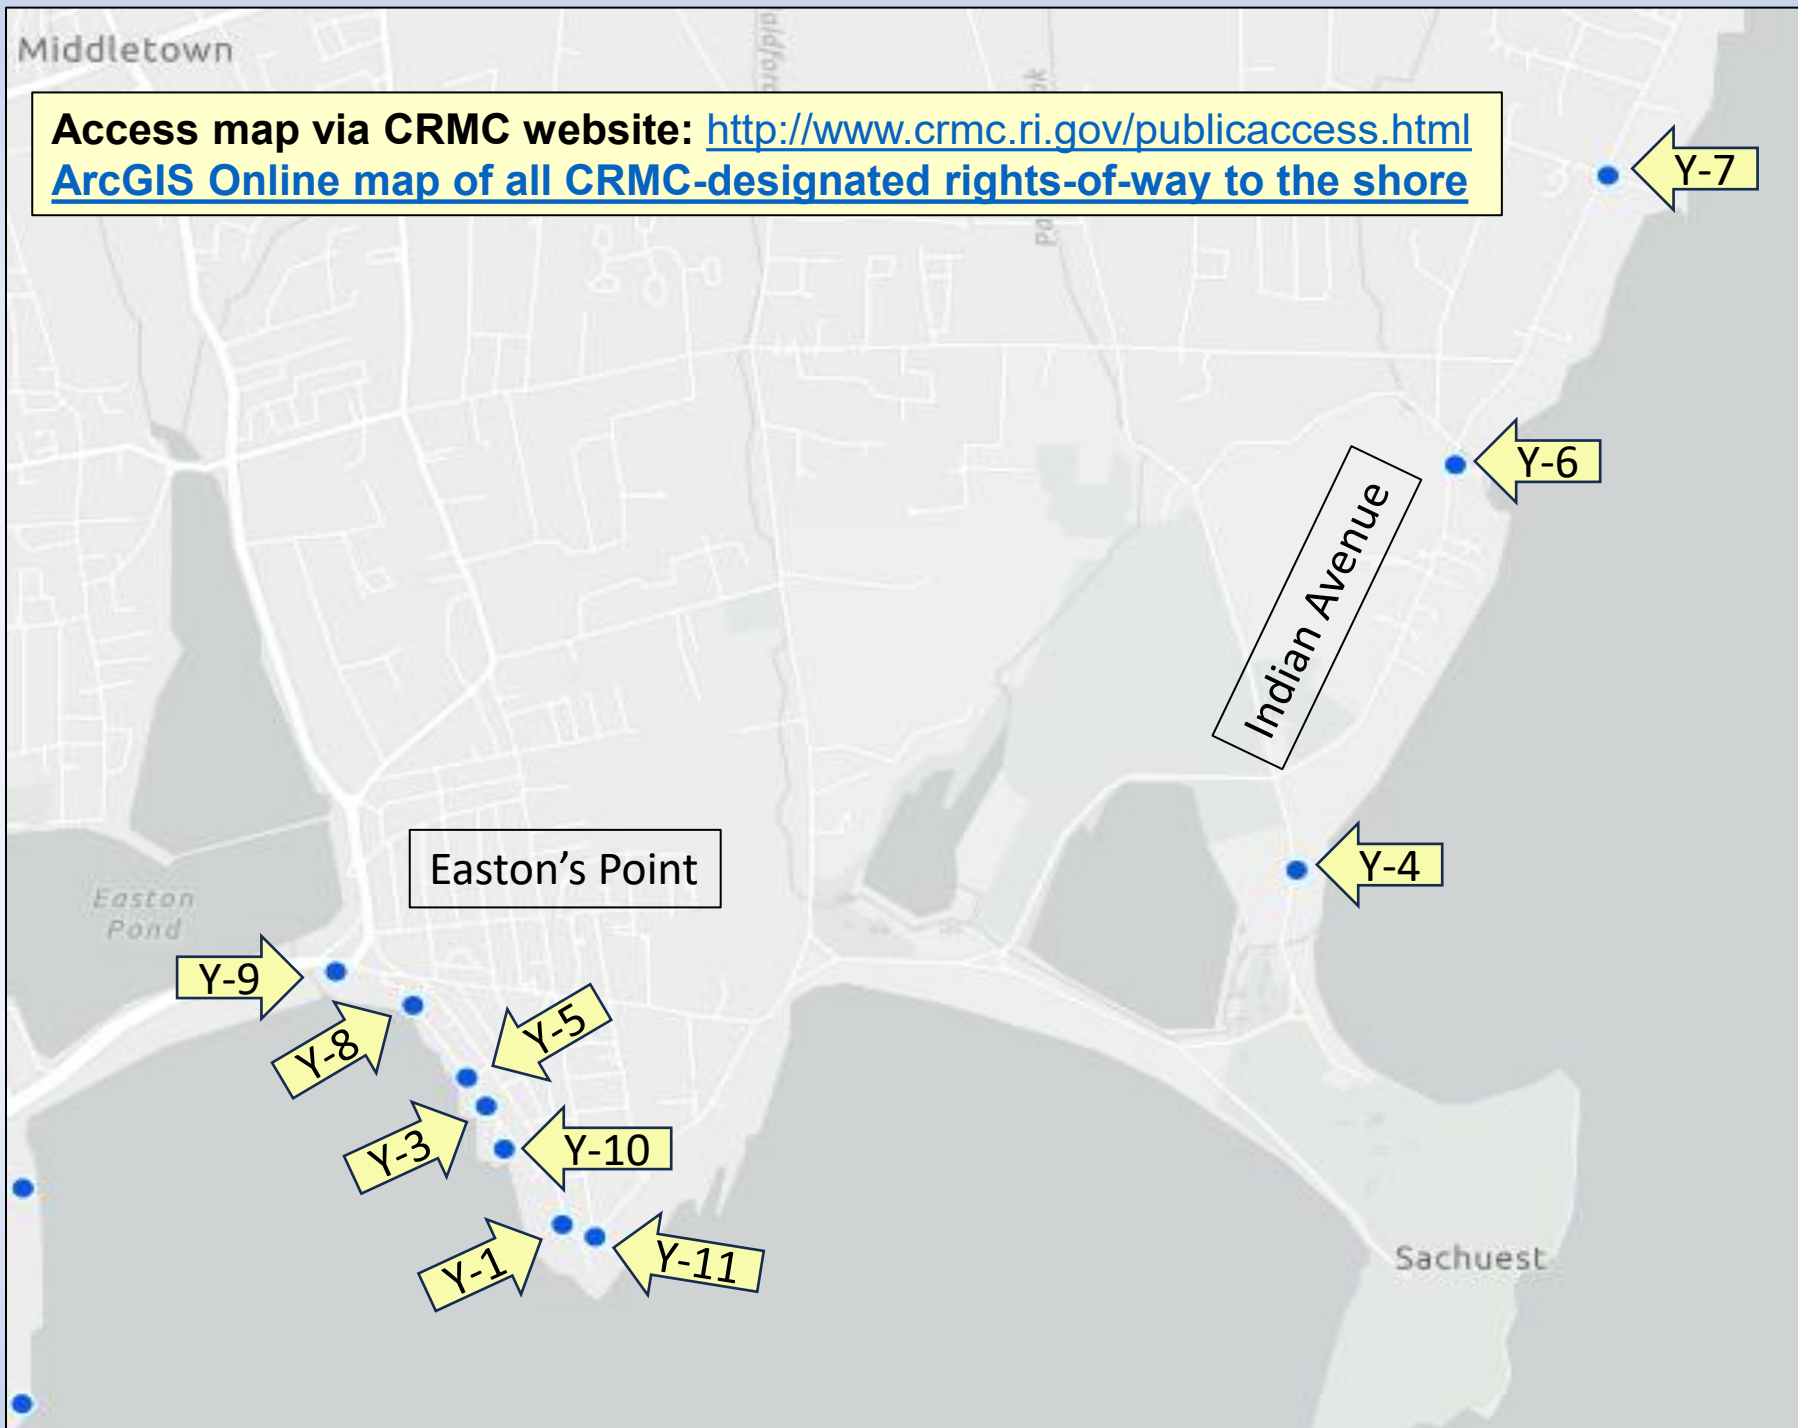 Middletown
Access map via CRMC website: http://www.crmc.ri.gov/publicaccess.html
ArcGIS Online map of all CRMC-designated rights-of-way to the shore
Y-7
Y-6
Indian Avenue
Easton's Point
Y-4
Easton
Pond
Y-9
Y-8
Y-5
Y-3
Y-10
Y-1
Y-11
Sachuest